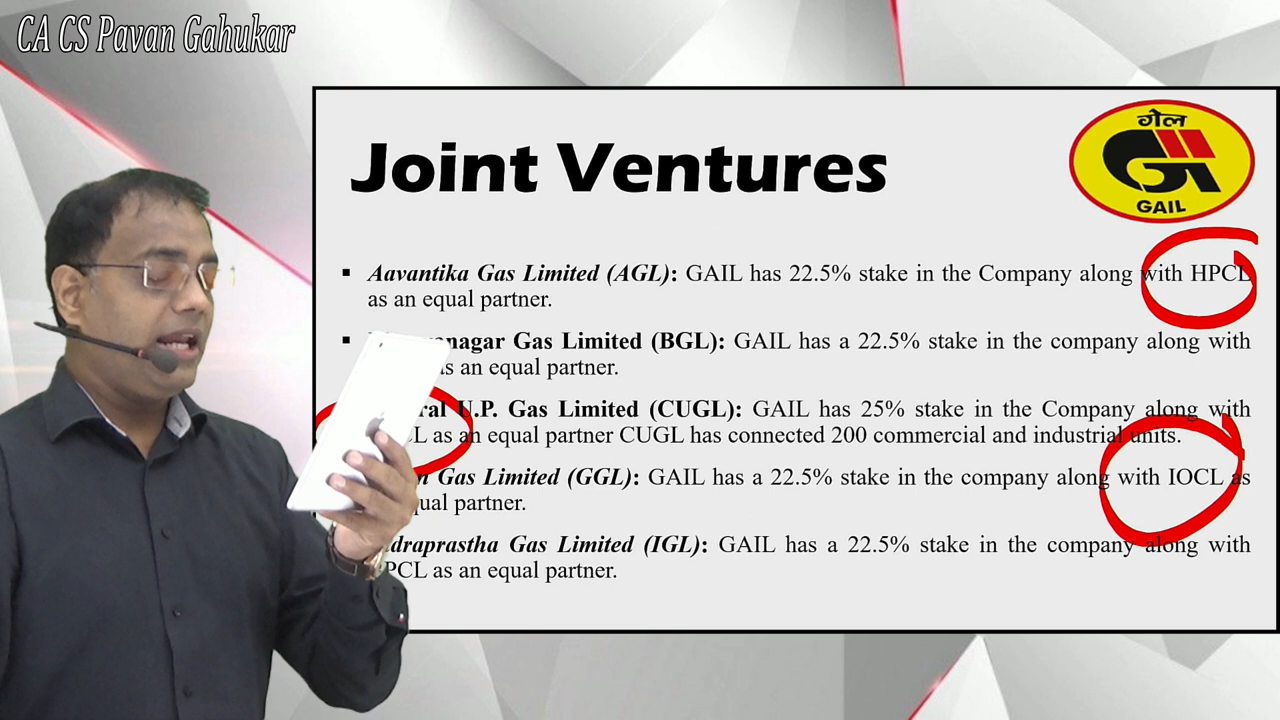 CA CS Pavan Gahukar
Joint Ventures
गेल
GAIL
▪ Aavantika Gas Limited (AGL): GAIL has 22.5% stake in the Company along with HPCL
as an equal partner.
▪ Gas Limited (BGL): GAIL has a 22.5% stake in the company along with
as an equal partner.
U.P. Gas Limited (CUGL): GAIL has 25% stake in the Company along with
as an equal partner CUGL has connected 200 commercial and industrial units.
Gas Limited (GGL): GAIL has a 22.5% stake in the company along with IOCL as
equal partner.
Gas Limited (IGL): GAIL has a 22.5% stake in the company along with
as an equal partner.